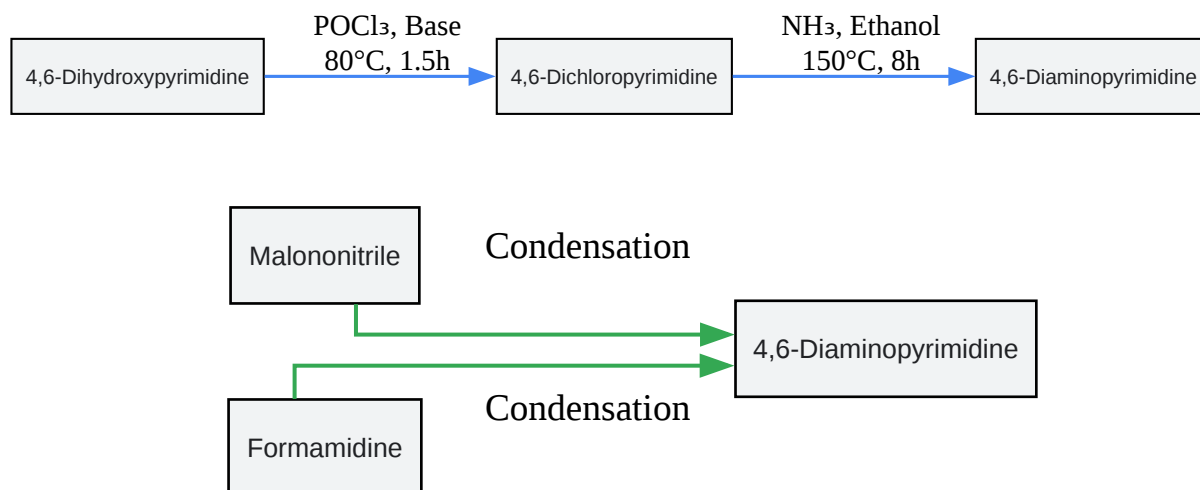 POCl₃, Base
80°C, 1.5h
NH₃, Ethanol
150°C, 8h
4,6-Dihydroxypyrimidine
4,6-Dichloropyrimidine
4,6-Diaminopyrimidine
Malononitrile
Condensation
4,6-Diaminopyrimidine
Condensation
Formamidine